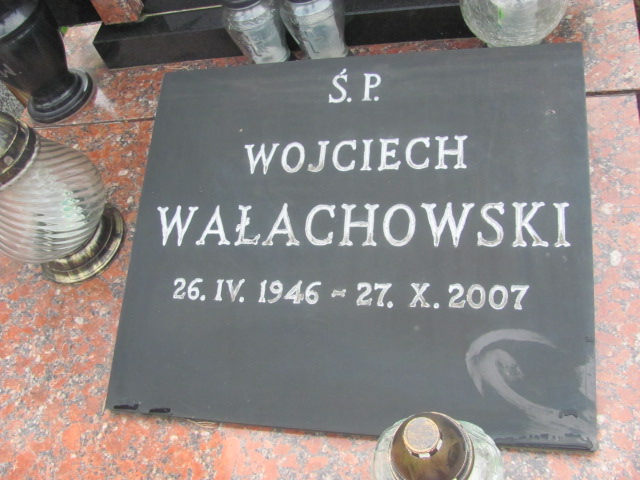 Ś. P.
WOJCIECH
WAŁACHOWSKI
26. IV. 1946 - 27. X. 2007